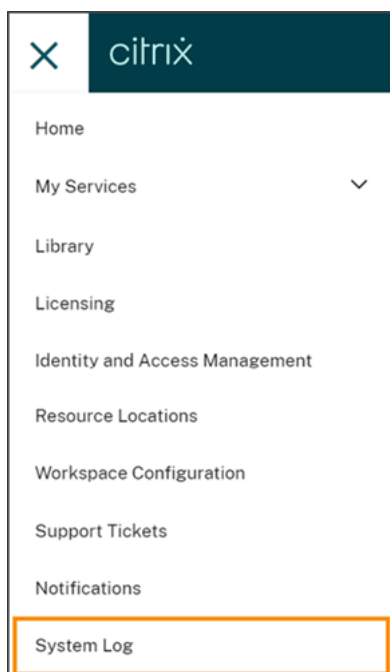 citrix
Home
My Services
Library
Licensing
Identity and Access Management
Resource Locations
Workspace Configuration
Support Tickets
Notifications
System Log